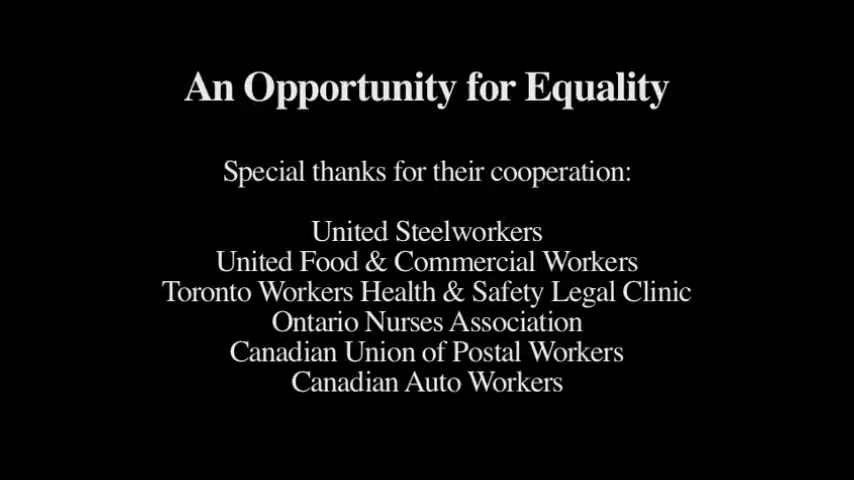 An Opportunity for Equality
Special thanks for their cooperation:
United Steelworkers
United Food & Commercial Workers
Toronto Workers Health & Safety Legal Clinic
Ontario Nurses Association
Canadian Union of Postal Workers
Canadian Auto Workers